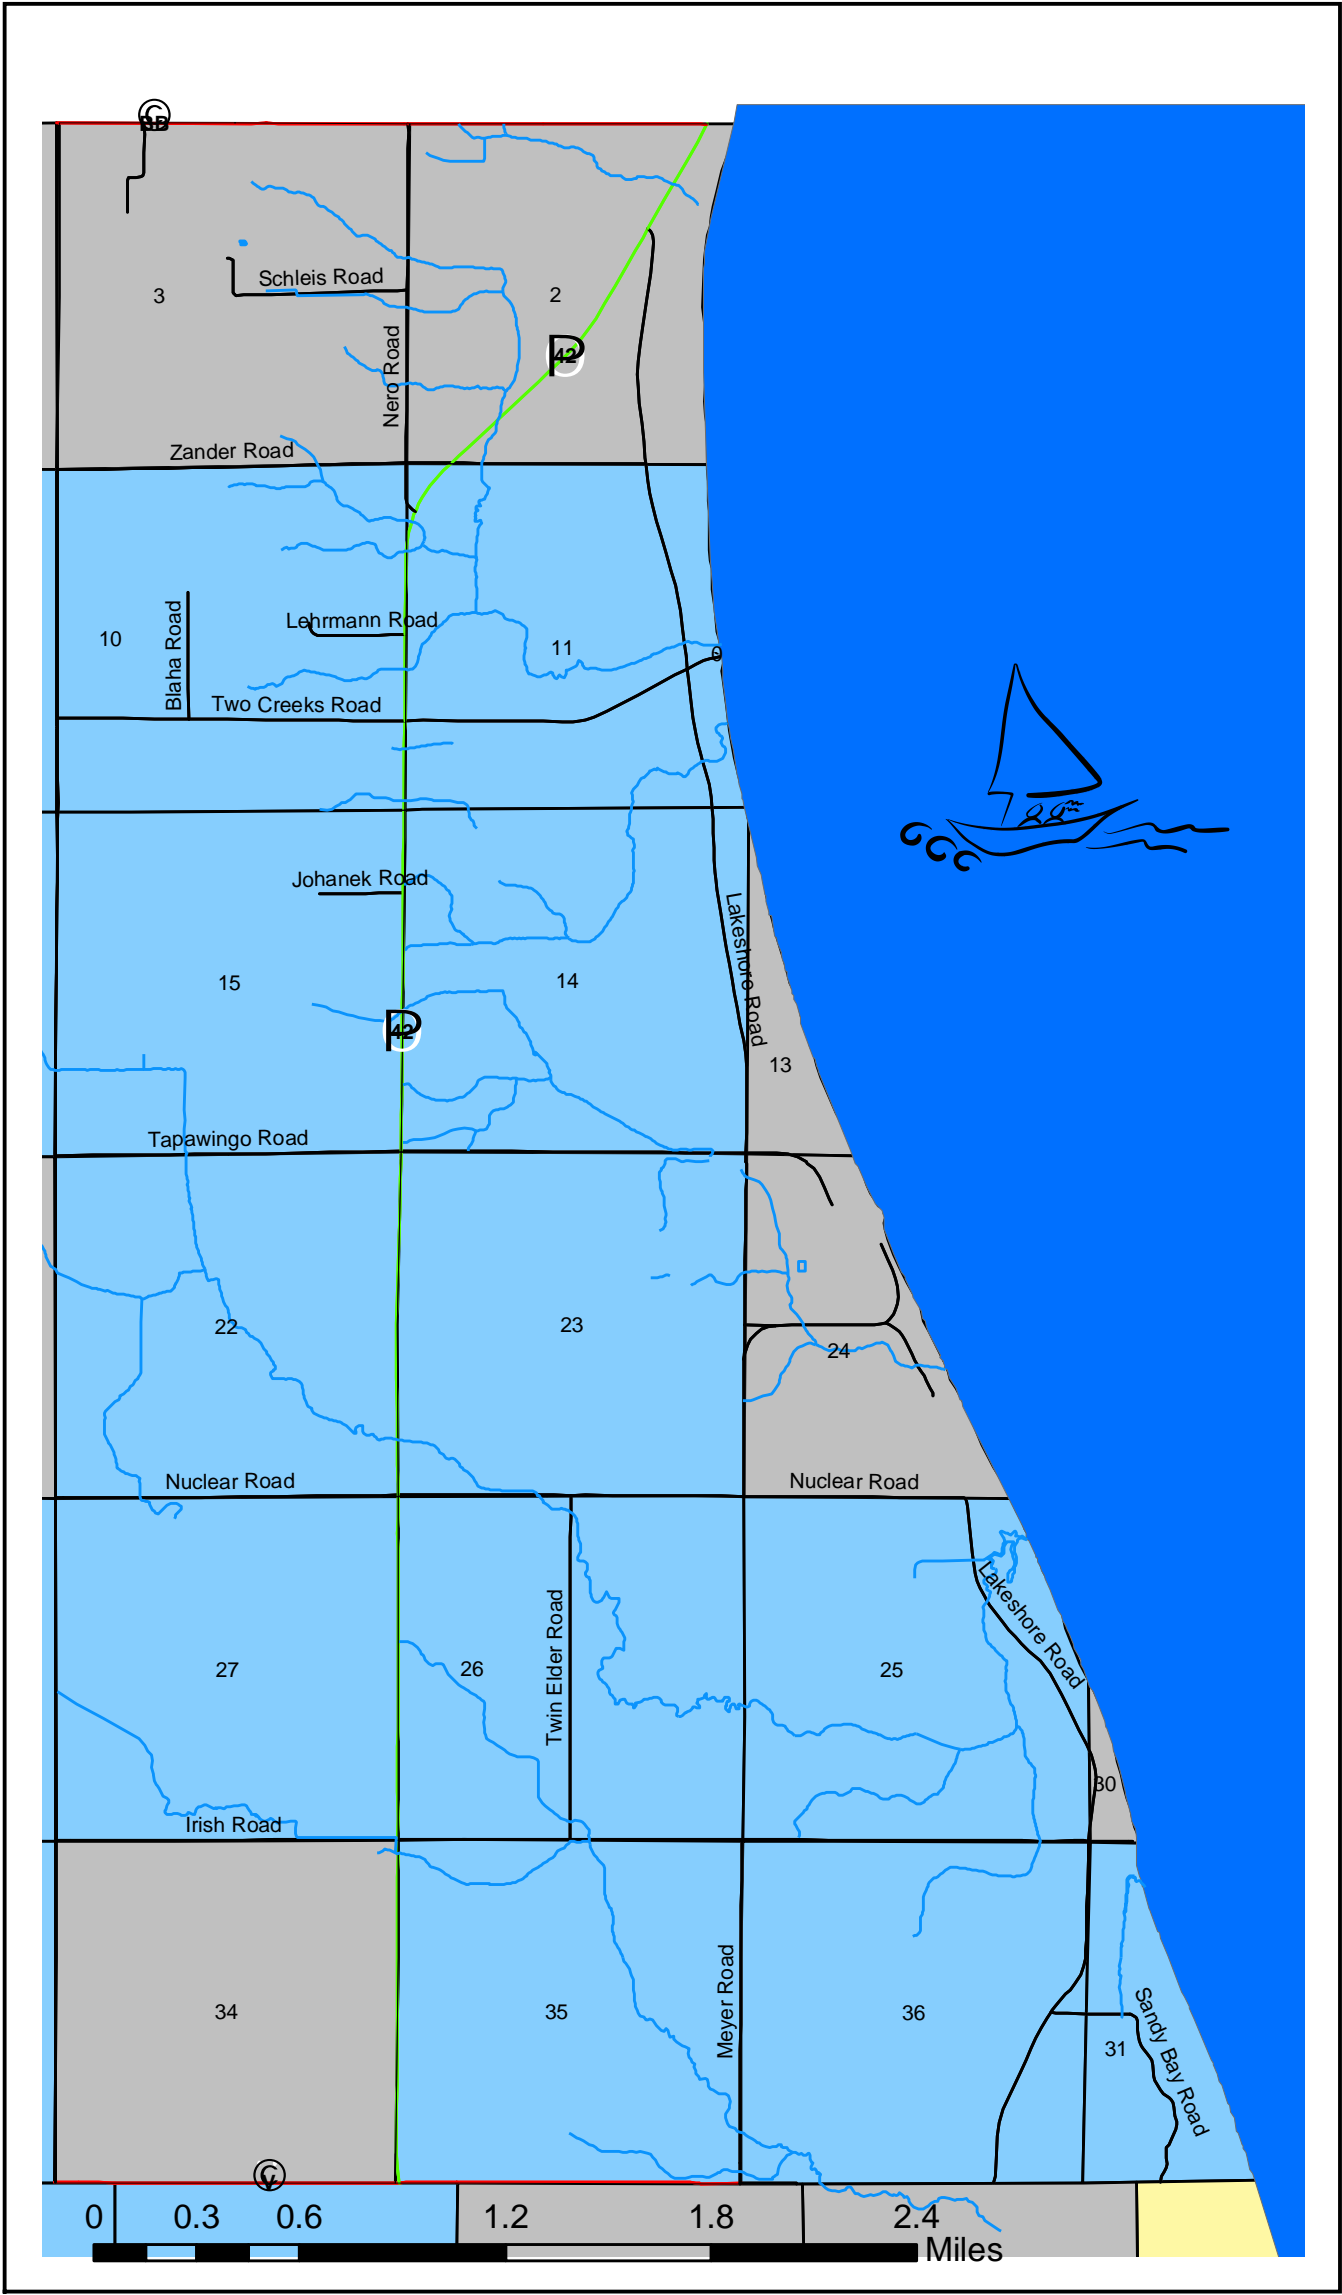 C
BB
3
Schleis Road
2
Nero Road
P
42
Zander Road
10
Blaha Road
Lehrmann Road
11
0
Two Creeks Road
Johanek Road
Lakeshore Road
15
14
P
42
13
Tapawingo Road
22
23
24
Nuclear Road
Nuclear Road
Lakeshore Road
27
26
Twin Elder Road
25
30
Irish Road
34
35
Meyer Road
36
31
Sandy Bay Road
C
V
0 0.3 0.6 1.2 1.8 2.4
Miles